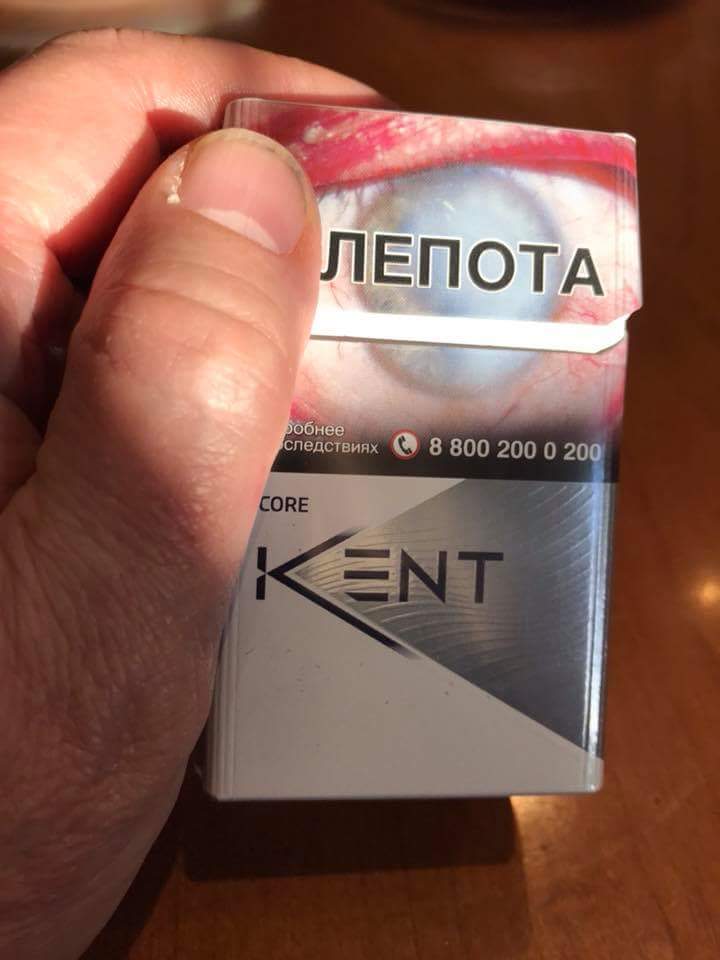 ЛЕПОТА
робнее
следствиях 8 800 200 0 200
CORE
KENT